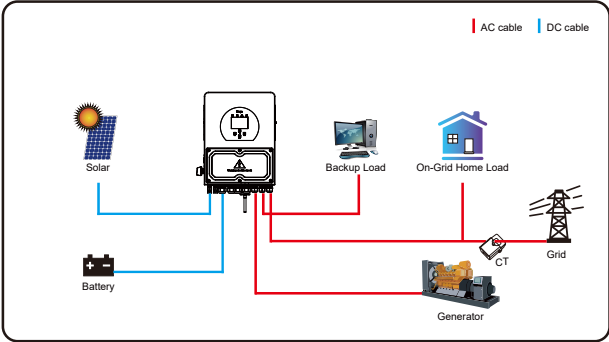 AC cable
DC cable
Solar
Backup Load
On-Grid Home Load
CT
Grid
Battery
Generator